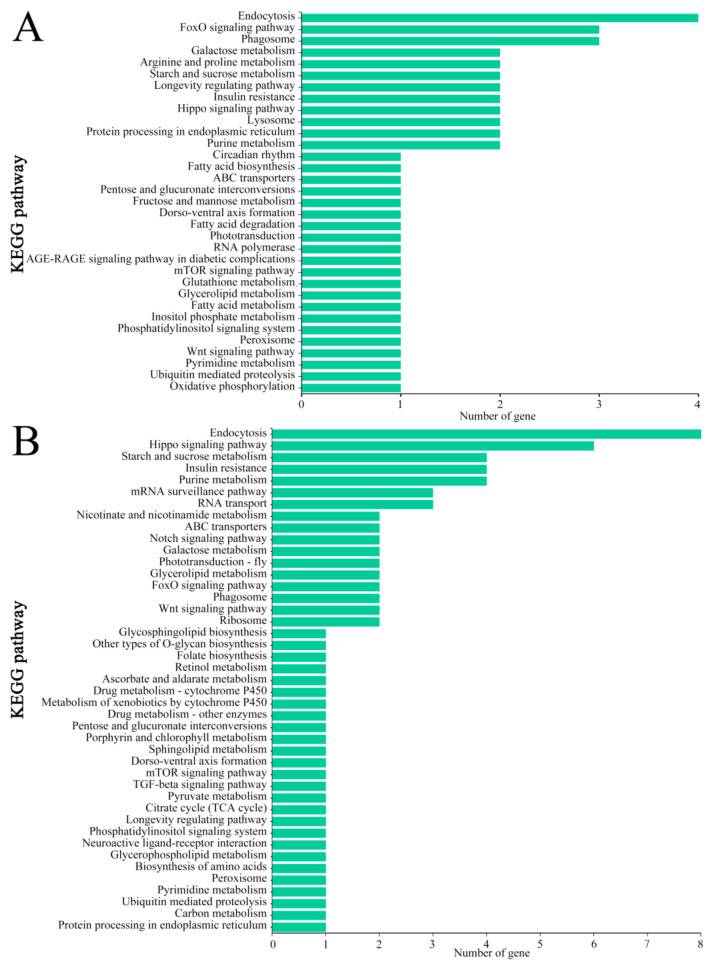 A
Endocytosis
FoxO signaling pathway
Phagosome
Galactose metabolism
Arginine and proline metabolism
Starch and sucrose metabolism
Longevity regulating pathway
Insulin resistance
Hippo signaling pathway
Lysosome
Protein processing in endoplasmic reticulum
Purine metabolism
Circadian rhythm
Fatty acid biosynthesis
ABC transporters
Pentose and glucuronate interconversions
Fructose and mannose metabolism
Dorso-ventral axis formation
Fatty acid degradation
Phototransduction
RNA polymerase
AGE-RAGE signaling pathway in diabetic complications
mTOR signaling pathway
Glutathione metabolism
Glycerolipid metabolism
Fatty acid metabolism
Inositol phosphate metabolism
Phosphatidylinositol signaling system
Peroxisome
Wnt signaling pathway
Pyrimidine metabolism
Ubiquitin mediated proteolysis
Oxidative phosphorylation
KEGG pathway
0 1 2 3 4
Number of gene
B
Endocytosis
Hippo signaling pathway
Starch and sucrose metabolism
Insulin resistance
Purine metabolism
mRNA surveillance pathway
RNA transport
Nicotinate and nicotinamide metabolism
ABC transporters
Notch signaling pathway
Galactose metabolism
Phototransduction - fly
Glycerolipid metabolism
FoxO signaling pathway
Phagosome
Wnt signaling pathway
Ribosome
Glycosphingolipid biosynthesis
Other types of O-glycan biosynthesis
Folate biosynthesis
Retinol metabolism
Ascorbate and aldarate metabolism
Drug metabolism - cytochrome P450
Metabolism of xenobiotics by cytochrome P450
Drug metabolism - other enzymes
Pentose and glucuronate interconversions
Porphyrin and chlorophyll metabolism
Sphingolipid metabolism
Dorso-ventral axis formation
mTOR signaling pathway
TGF-beta signaling pathway
Pyruvate metabolism
Citrate cycle (TCA cycle)
Longevity regulating pathway
Phosphatidylinositol signaling system
Neuroactive ligand-receptor interaction
Glycerophospholipid metabolism
Biosynthesis of amino acids
Peroxisome
Pyrimidine metabolism
Ubiquitin mediated proteolysis
Carbon metabolism
Protein processing in endoplasmic reticulum
KEGG pathway
0 1 2 3 4 5 6 7 8
Number of gene